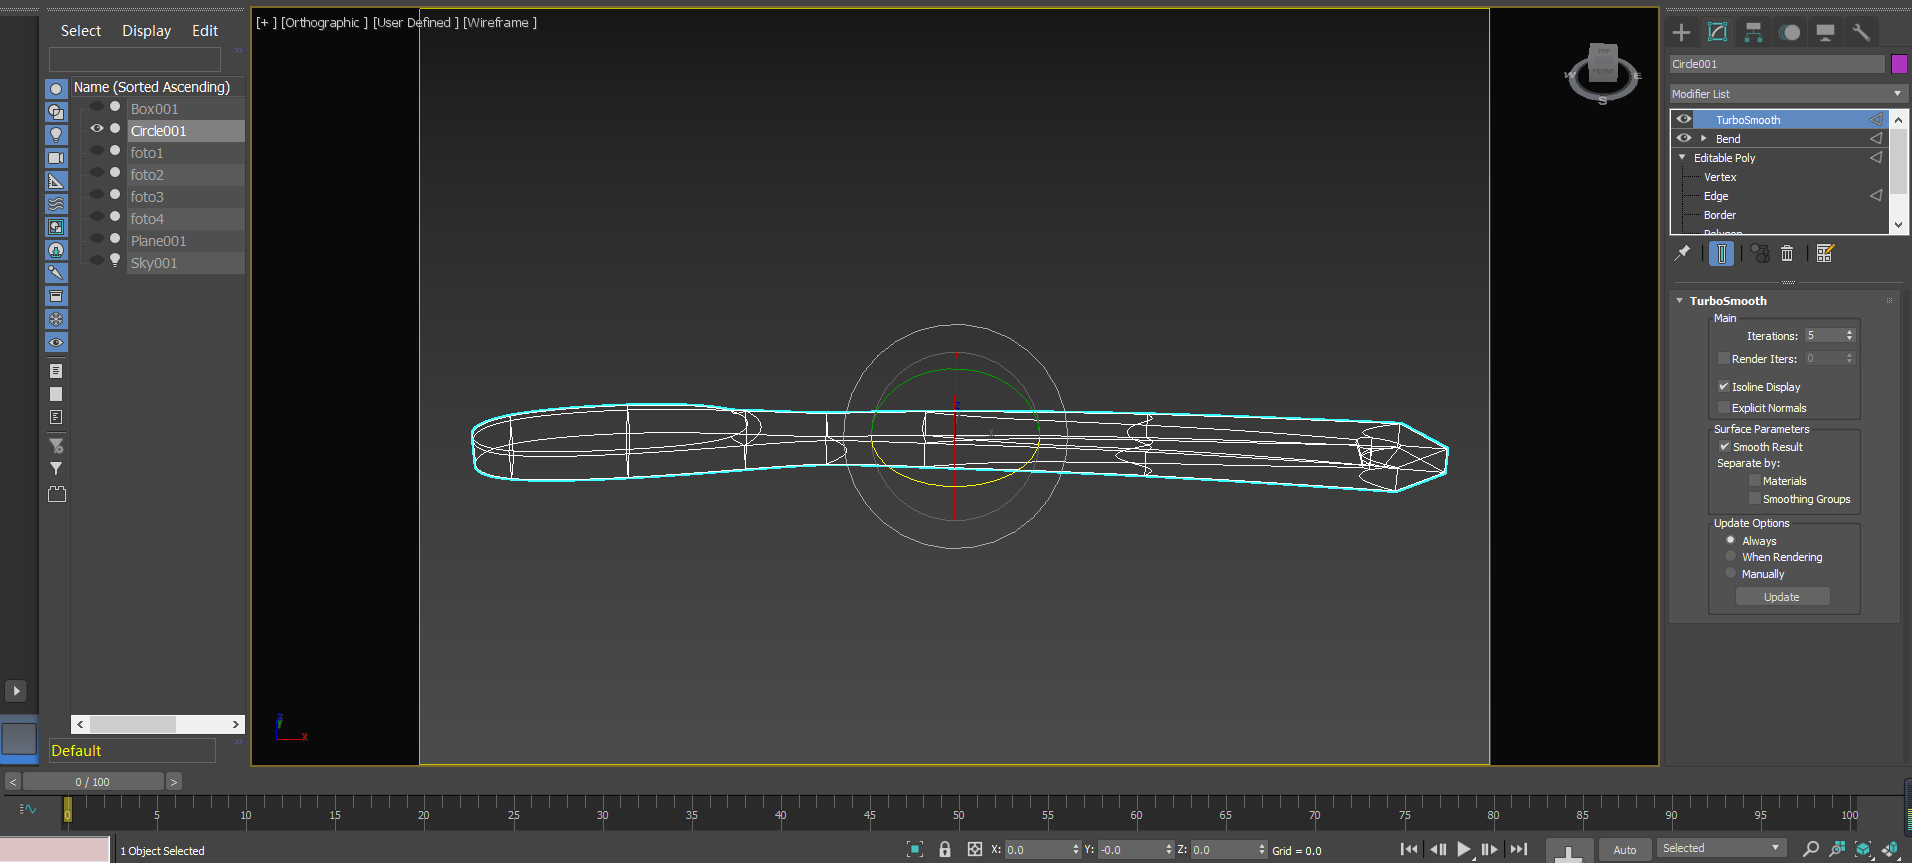 Select Display Edit
[+ ] [Orthographic ] [User Defined ] [Wireframe ]
Name (Sorted Ascending)
Box001
Circle001
foto1
foto2
foto3
foto4
Plane001
Sky001
Default
TOP
FRONT
W
E
S
Z
X
z
y
x
Circle001
Modifier List
TurboSmooth
Bend
Editable Poly
Vertex
Edge
Border
Polygon
TurboSmooth
Main
Iterations: 5
Render Iters: 0
Isoline Display
Explicit Normals
Surface Parameters
Smooth Result
Separate by:
Materials
Smoothing Groups
Update Options
Always
When Rendering
Manually
Update
< 0 / 100 >
0 5 10 15 20 25 30 35 40 45 50 55 60 65 70 75 80 85 90 95 100
1 Object Selected
X: 0.0 Y: -0.0 Z: 0.0 Grid = 0.0
Auto
Selected